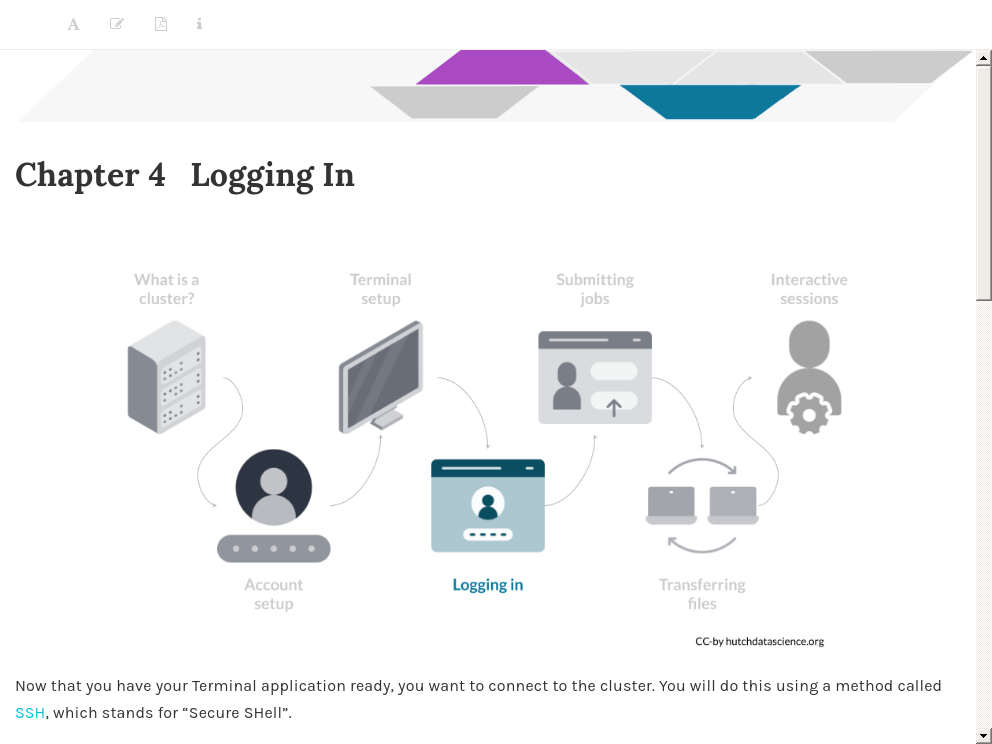 Chapter 4 Logging In
What is a
cluster?
Terminal
setup
Submitting
jobs
Interactive
sessions
Account
setup
Logging in
Transferring
files
CC-by hutchdatascience.org
Now that you have your Terminal application ready, you want to connect to the cluster. You will do this using a method called
SSH, which stands for “Secure SHell”.